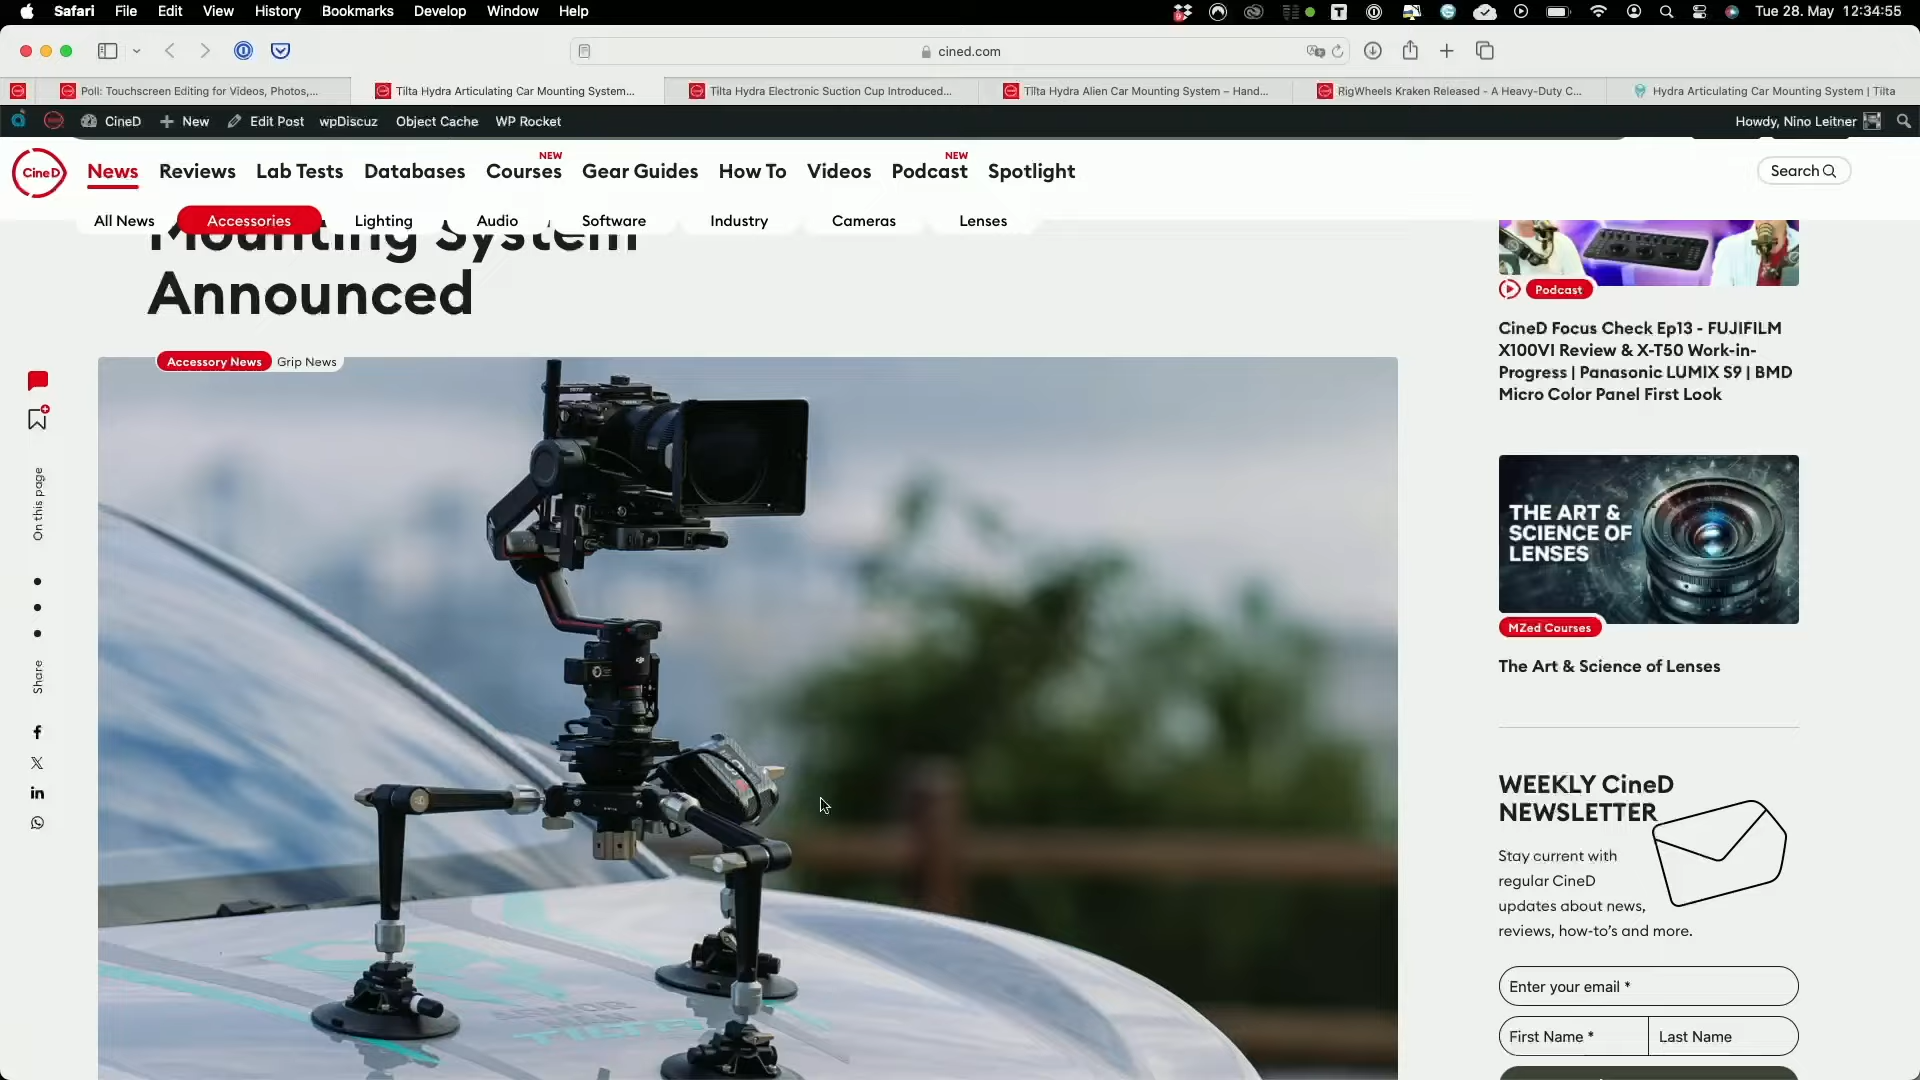 Safari File Edit View History Bookmarks Develop Window Help
Tue 28. May 12:34:55
cined.com
Poll: Touchscreen Editing for Videos, Photos,...
Tilta Hydra Articulating Car Mounting System...
Tilta Hydra Electronic Suction Cup Introduced...
Tilta Hydra Alien Car Mounting System – Hand...
RigWheels Kraken Released - A Heavy-Duty C...
Hydra Articulating Car Mounting System | Tilta
CineD New Edit Post wpDiscuz Object Cache WP Rocket
Howdy, Nino Leitner
NEW NEW
CineD News Reviews Lab Tests Databases Courses Gear Guides How To Videos Podcast Spotlight
Search
All News Accessories Lighting Audio Software Industry Cameras Lenses
Mounting System
Announced
Accessory News Grip News
On this page
Share
Podcast
CineD Focus Check Ep13 - FUJIFILM
X100VI Review & X-T50 Work-in-
Progress | Panasonic LUMIX S9 | BMD
Micro Color Panel First Look
THE ART &
SCIENCE OF
LENSES
MZed Courses
The Art & Science of Lenses
WEEKLY CineD
NEWSLETTER
Stay current with
regular CineD
updates about news,
reviews, how-to's and more.
Enter your email *
First Name * Last Name